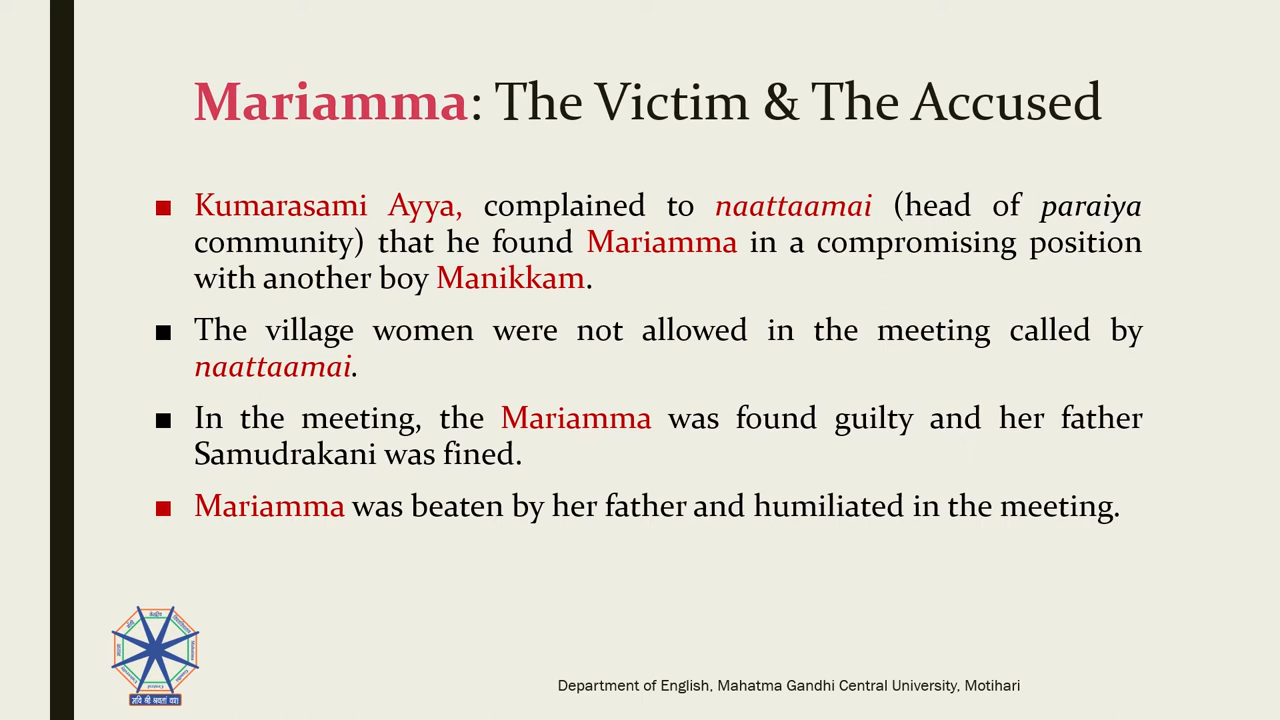 Mariamma: The Victim & The Accused
Kumarasami Ayya, complained to naattaamai (head of paraiya
community) that he found Mariamma in a compromising position
with another boy Manikkam.
The village women were not allowed in the meeting called by
naattaamai.
In the meeting, the Mariamma was found guilty and her father
Samudrakani was fined.
Mariamma was beaten by her father and humiliated in the meeting.
Department of English, Mahatma Gandhi Central University, Motihari